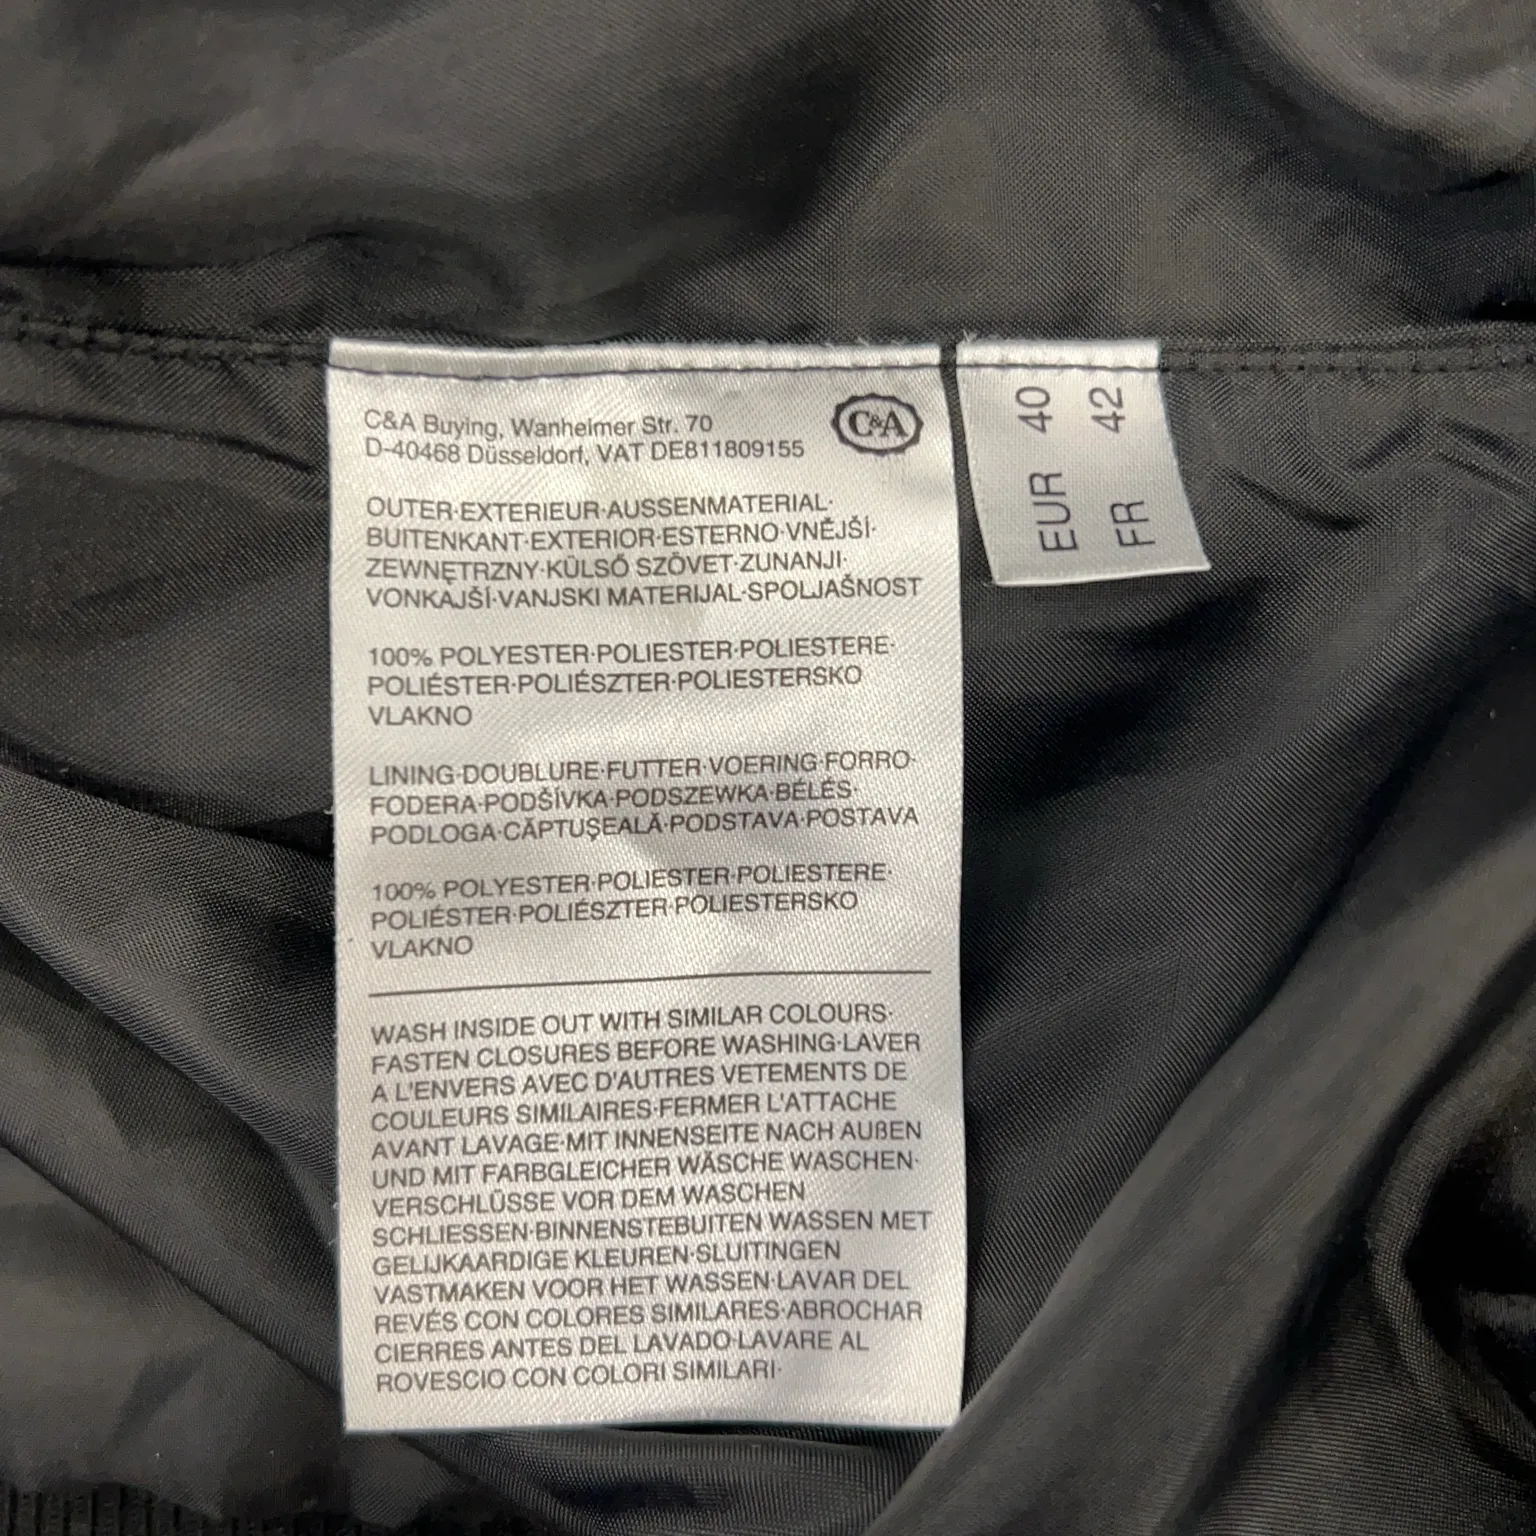 C&A Buying, Wanheimer Str. 70
D-40468 Düsseldorf, VAT DE811809155
C&A
OUTER·EXTERIEUR·AUSSENMATERIAL·
BUITENKANT·EXTERIOR·ESTERNO·VNĚJŠÍ·
ZEWNĘTRZNY·KÜLSŐ SZÖVET·ZUNANJI·
VONKAJŠÍ·VANJSKI MATERIJAL·SPOLJAŠNOST
100% POLYESTER·POLIESTER·POLIESTERE·
POLIÉSTER·POLIÉSZTER·POLIESTERSKO
VLAKNO
LINING·DOUBLURE·FUTTER·VOERING·FORRO·
FODERA·PODŠÍVKA·PODSZEWKA·BÉLÉS·
PODLOGA·CĂPTUŞEALĂ·PODSTAVA·POSTAVA
100% POLYESTER·POLIESTER·POLIESTERE·
POLIÉSTER·POLIÉSZTER·POLIESTERSKO
VLAKNO
WASH INSIDE OUT WITH SIMILAR COLOURS·
FASTEN CLOSURES BEFORE WASHING·LAVER
A L'ENVERS AVEC D'AUTRES VETEMENTS DE
COULEURS SIMILAIRES·FERMER L'ATTACHE
AVANT LAVAGE·MIT INNENSEITE NACH AUßEN
UND MIT FARBGLEICHER WÄSCHE WASCHEN·
VERSCHLÜSSE VOR DEM WASCHEN
SCHLIESSEN·BINNENSTEBUITEN WASSEN MET
GELIJKAARDIGE KLEUREN·SLUITINGEN
VASTMAKEN VOOR HET WASSEN·LAVAR DEL
REVÉS CON COLORES SIMILARES·ABROCHAR
CIERRES ANTES DEL LAVADO·LAVARE AL
ROVESCIO CON COLORI SIMILARI·
EUR 40
FR 42